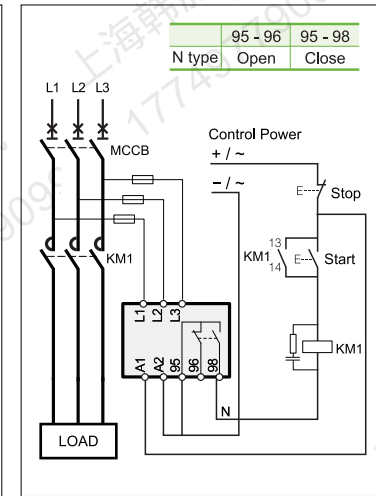 95 - 96 95 - 98
N type Open Close
L1 L2 L3
MCCB
Control Power
+ / ~
− / ~
E Stop
13
14
KM1 E Start
KM1
L1 L2 L3
A1 A2 95 96 98
KM1
N
LOAD